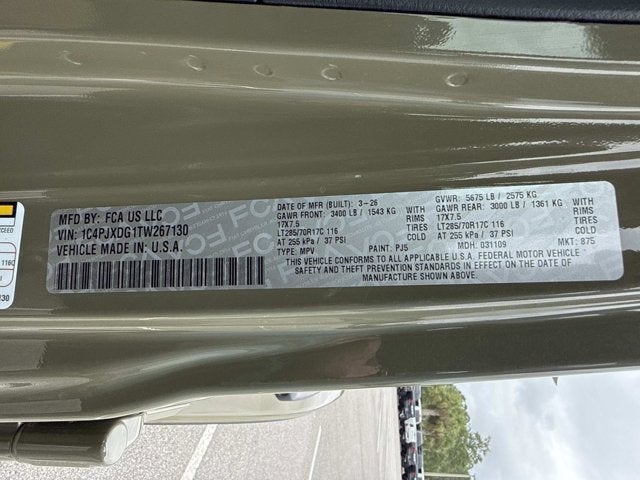 MFD BY: FCA US LLC
VIN: 1C4PJXDG1TW267130
VEHICLE MADE IN U.S.A.
DATE OF MFR (BUILT): 3-26 GVWR: 5675 LB / 2575 KG
GAWR FRONT: 3400 LB / 1543 KG WITH GAWR REAR: 3000 LB / 1361 KG WITH
17X7.5 RIMS 17X7.5 RIMS
LT285/70R17C 116 TIRES LT285/70R17C 116 TIRES
AT 255 kPa / 37 PSI COLD AT 255 kPa / 37 PSI COLD
TYPE: MPV PAINT: PJ5 MDH: 031109 MKT: 875
THIS VEHICLE CONFORMS TO ALL APPLICABLE U.S.A. FEDERAL MOTOR VEHICLE
SAFETY AND THEFT PREVENTION STANDARDS IN EFFECT ON THE DATE OF
MANUFACTURE SHOWN ABOVE.
116C
130